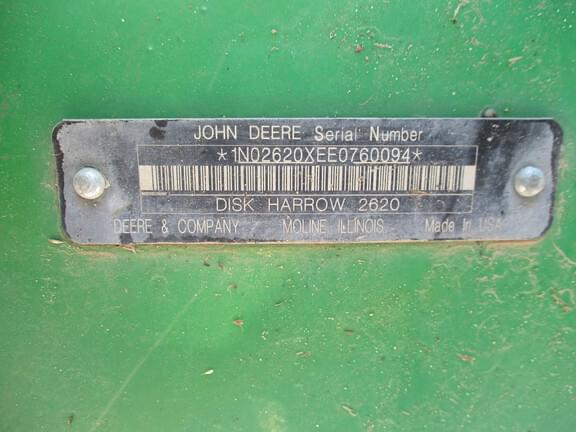 JOHN DEERE Serial Number
*1N02620XEE0760094*
DISK HARROW 2620
DEERE & COMPANY MOLINE ILLINOIS Made In USA